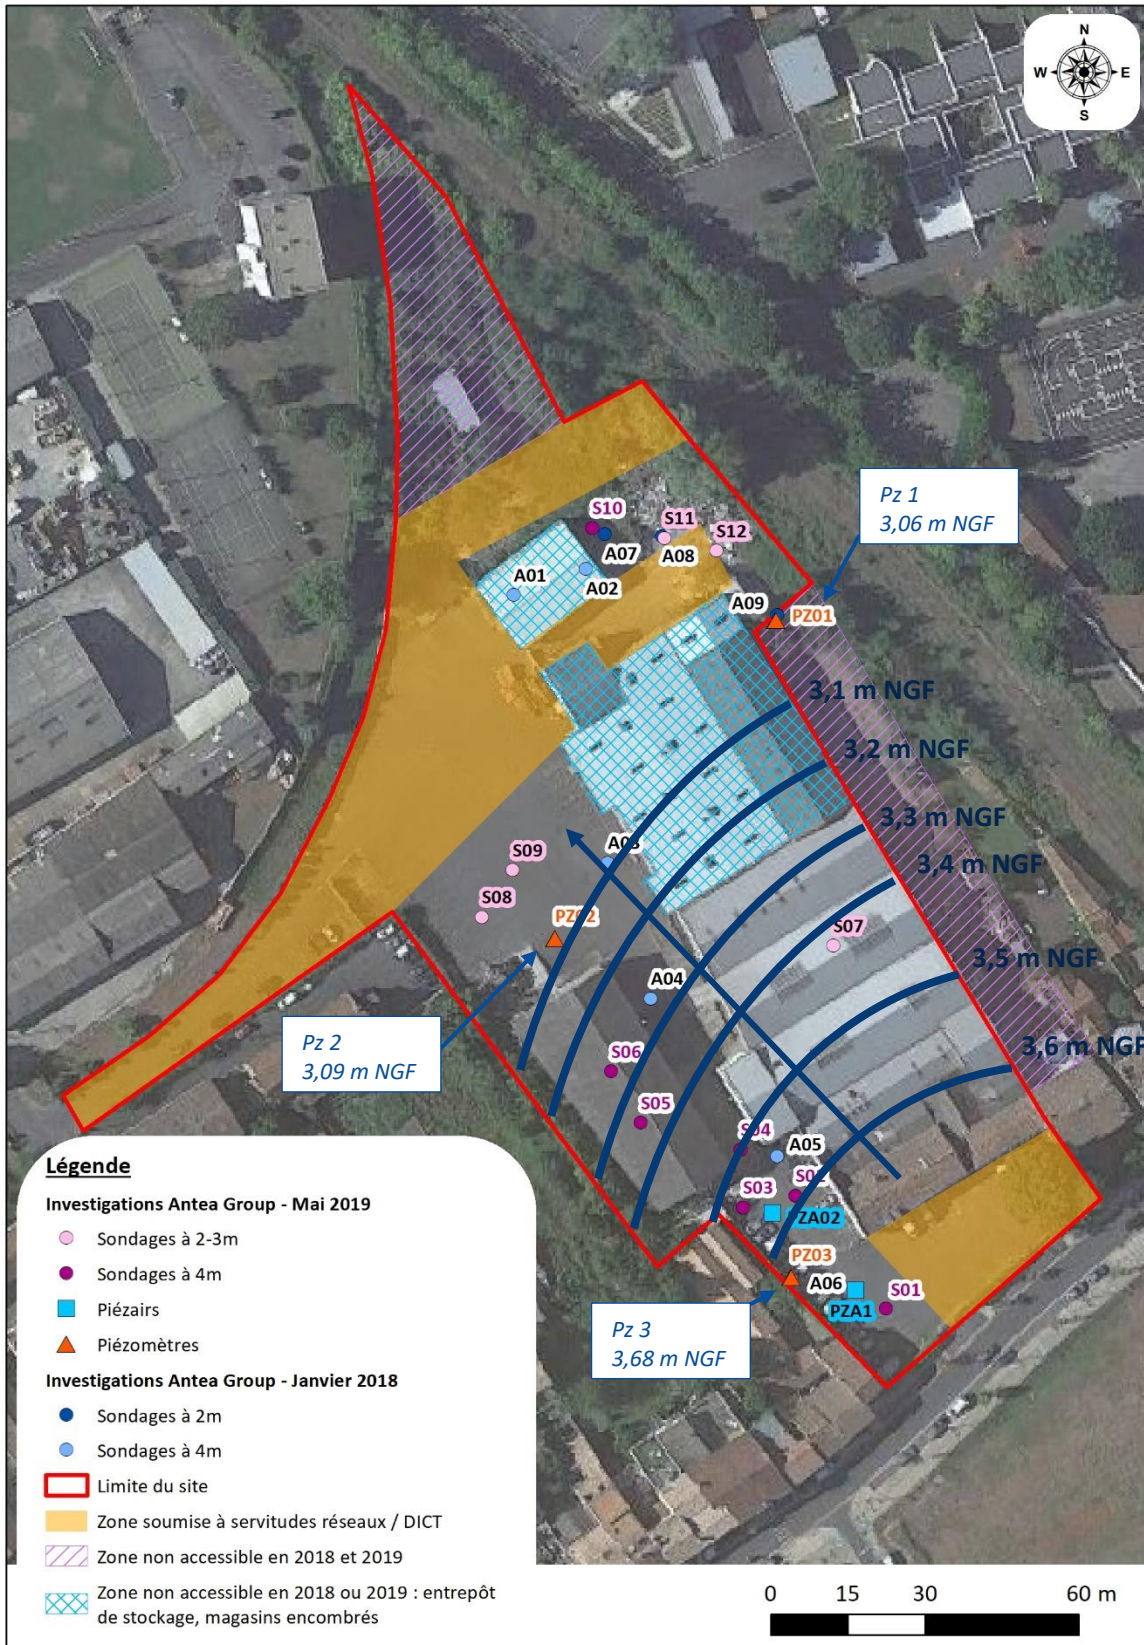 N
W
E
S
Pz 1
3,06 m NGF
S10
S11
S12
A07
A08
A01
A02
A09
PZ01
3,1 m NGF
3,2 m NGF
3,3 m NGF
3,4 m NGF
A03
S09
S08
PZ02
S07
3,5 m NGF
A04
Pz 2
3,09 m NGF
S06
3,6 m NGF
S05
S04
A05
S02
S03
PZA02
PZ03
A06
S01
PZA1
Pz 3
3,68 m NGF
Légende
Investigations Antea Group - Mai 2019
Sondages à 2-3m
Sondages à 4m
Piézairs
Piézomètres
Investigations Antea Group - Janvier 2018
Sondages à 2m
Sondages à 4m
Limite du site
Zone soumise à servitudes réseaux / DICT
Zone non accessible en 2018 et 2019
Zone non accessible en 2018 ou 2019 : entrepôt
de stockage, magasins encombrés
0 15 30 60 m